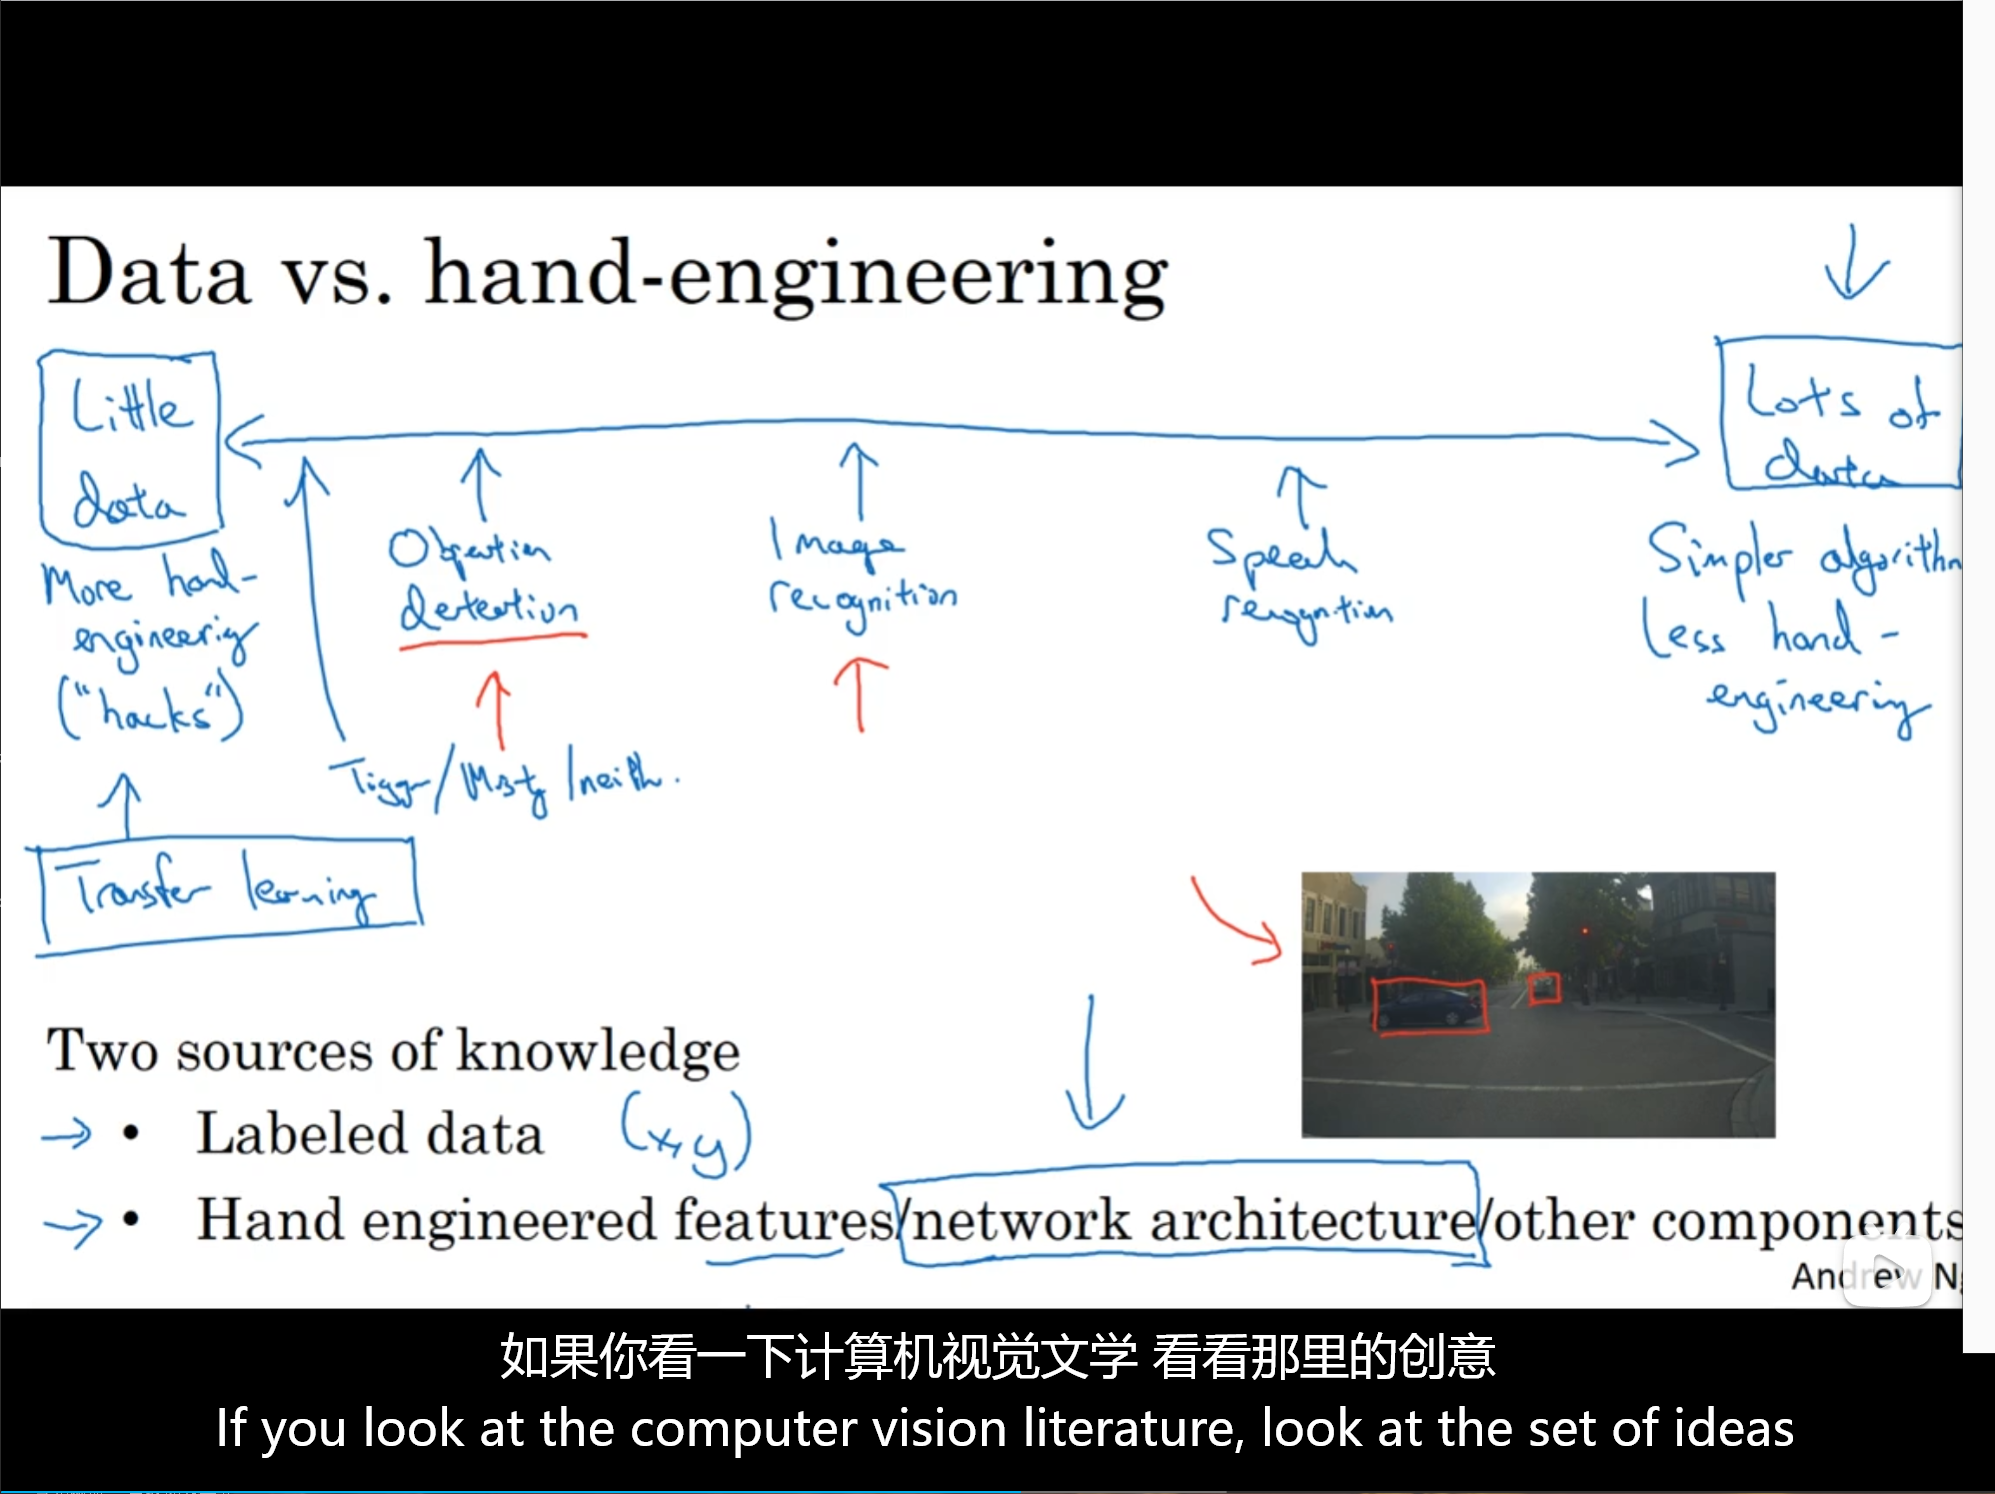 Data vs. hand-engineering
Little
data
Lots of
data
More hand-
engineering
("hacks")
Object
detection
Image
recognition
Speech
recognition
Simpler algorithm
Less hand-
engineering
Tigger/Misty/neith.
Transfer learning
Two sources of knowledge
→ • Labeled data (x,y)
→ • Hand engineered features/network architecture/other components
Andrew Ng
如果你看一下计算机视觉文学 看看那里的创意
If you look at the computer vision literature, look at the set of ideas